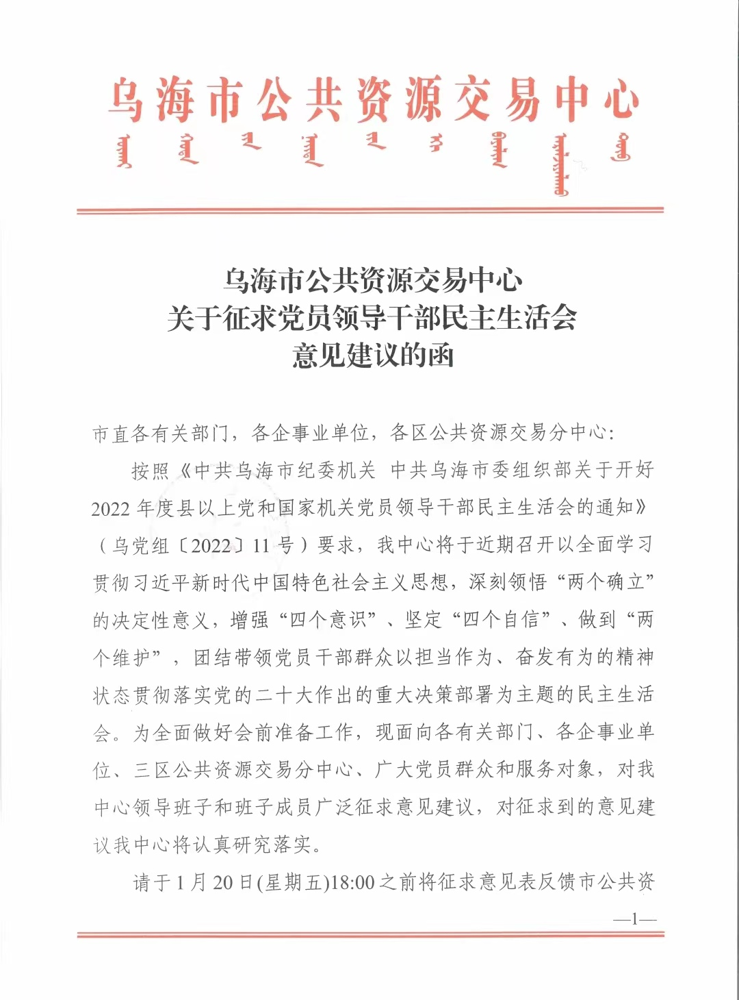 乌海市公共资源交易中心
乌海市公共资源交易中心
关于征求党员领导干部民主生活会
意见建议的函
市直各有关部门，各企事业单位，各区公共资源交易分中心：
按照《中共乌海市纪委机关 中共乌海市委组织部关于开好
2022年度县以上党和国家机关党员领导干部民主生活会的通知》
（乌党组〔2022〕11号）要求，我中心将于近期召开以全面学习
贯彻习近平新时代中国特色社会主义思想，深刻领悟“两个确立”
的决定性意义，增强“四个意识”、坚定“四个自信”、做到“两
个维护”，团结带领党员干部群众以担当作为、奋发有为的精神
状态贯彻落实党的二十大作出的重大决策部署为主题的民主生活
会。为全面做好会前准备工作，现面向各有关部门、各企事业单
位、三区公共资源交易分中心、广大党员群众和服务对象，对我
中心领导班子和班子成员广泛征求意见建议，对征求到的意见建
议我中心将认真研究落实。
请于1月20日(星期五)18:00之前将征求意见表反馈市公共资
—1—